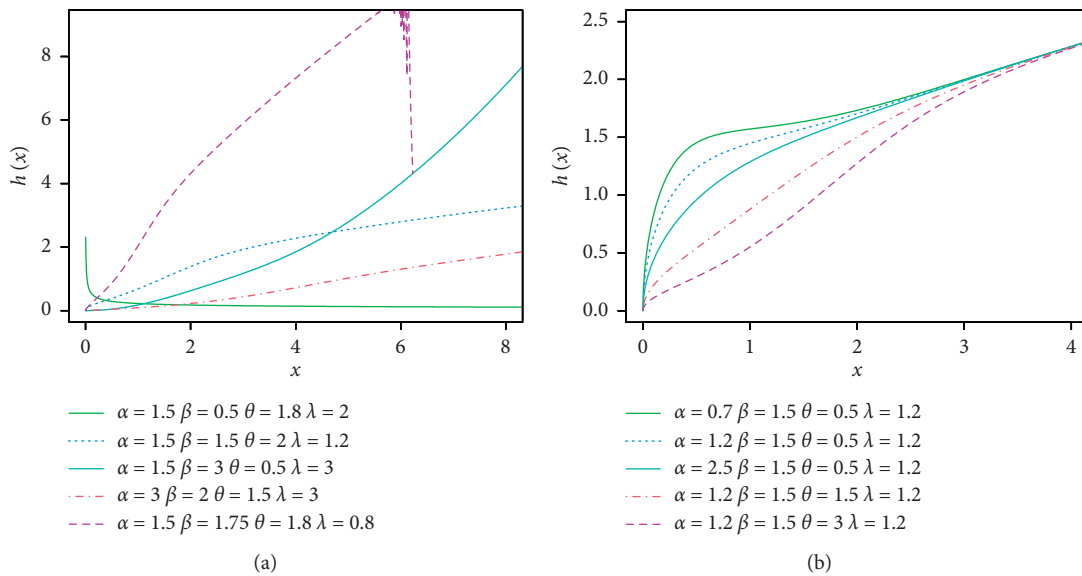 h (x)
8
6
4
2
0
0 2 4 6 8
x
α = 1.5 β = 0.5 θ = 1.8 λ = 2
α = 1.5 β = 1.5 θ = 2 λ = 1.2
α = 1.5 β = 3 θ = 0.5 λ = 3
α = 3 β = 2 θ = 1.5 λ = 3
α = 1.5 β = 1.75 θ = 1.8 λ = 0.8
(a)
h (x)
2.5
2.0
1.5
1.0
0.5
0.0
0 1 2 3 4
x
α = 0.7 β = 1.5 θ = 0.5 λ = 1.2
α = 1.2 β = 1.5 θ = 0.5 λ = 1.2
α = 2.5 β = 1.5 θ = 0.5 λ = 1.2
α = 1.2 β = 1.5 θ = 1.5 λ = 1.2
α = 1.2 β = 1.5 θ = 3 λ = 1.2
(b)